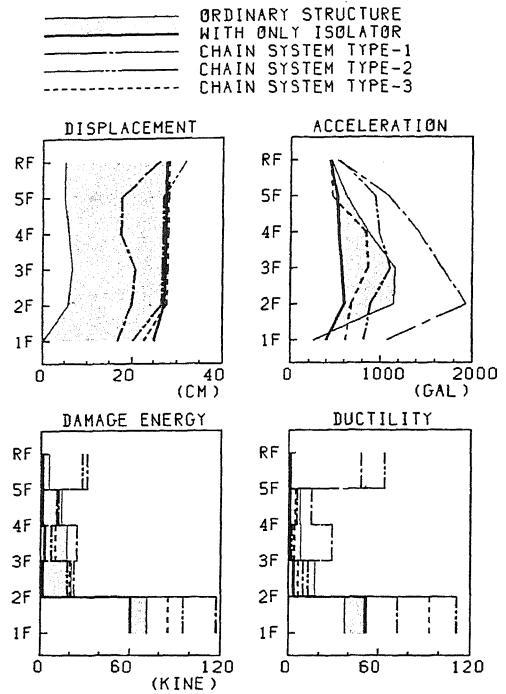 ORDINARY STRUCTURE
WITH ONLY ISOLATOR
CHAIN SYSTEM TYPE-1
CHAIN SYSTEM TYPE-2
CHAIN SYSTEM TYPE-3
DISPLACEMENT
RF
5F
4F
3F
2F
1F
0 20 40
(CM)
ACCELERATION
RF
5F
4F
3F
2F
1F
0 1000 2000
(GAL)
DAMAGE ENERGY
RF
5F
4F
3F
2F
1F
0 60 120
(KINE)
DUCTILITY
RF
5F
4F
3F
2F
1F
0 60 120